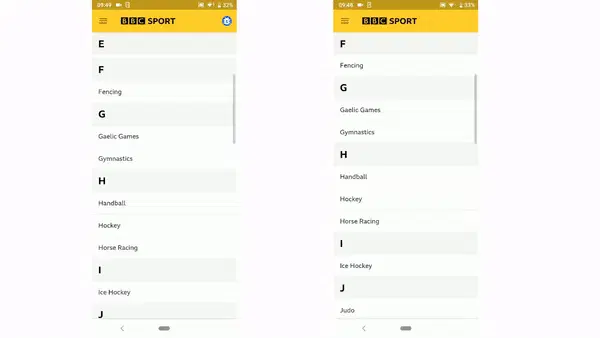 09:49
32%
BBC SPORT
E
F
Fencing
G
Gaelic Games
Gymnastics
H
Handball
Hockey
Horse Racing
I
Ice Hockey
J
09:46
33%
BBC SPORT
F
Fencing
G
Gaelic Games
Gymnastics
H
Handball
Hockey
Horse Racing
I
Ice Hockey
J
Judo